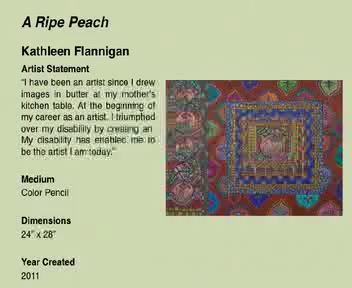 A Ripe Peach
Kathleen Flannigan
Artist Statement
"I have been an artist since I drew
images in butter at my mother's
kitchen table. At the beginning of
my career as an artist. I triumphed
over my disability by creating an
My disability has enabled me to
be the artist I am today."
Medium
Color Pencil
Dimensions
24" x 28"
Year Created
2011